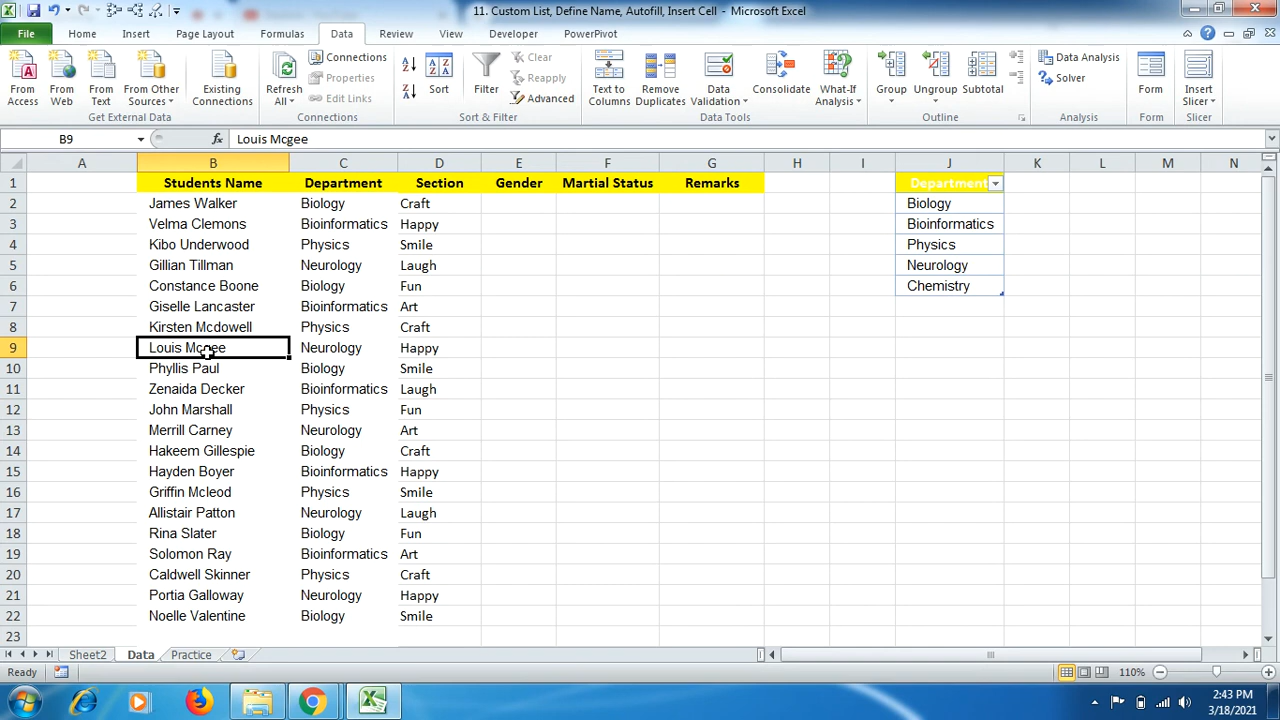 11. Custom List, Define Name, Autofill, Insert Cell - Microsoft Excel
File Home Insert Page Layout Formulas Data Review View Developer PowerPivot
From Access
From Web
From Text
From Other Sources
Existing Connections
Get External Data
Refresh All
Connections
Properties
Edit Links
Connections
Sort
Filter
Clear
Reapply
Advanced
Sort & Filter
Text to Columns
Remove Duplicates
Data Validation
Consolidate
What-If Analysis
Data Tools
Group
Ungroup
Subtotal
Outline
Data Analysis
Solver
Analysis
Form
Form
Insert Slicer
Slicer
B9 fx Louis Mcgee
A B C D E F G H I J K L M N
1 Students Name Department Section Gender Martial Status Remarks Department
2 James Walker Biology Craft Biology
3 Velma Clemons Bioinformatics Happy Bioinformatics
4 Kibo Underwood Physics Smile Physics
5 Gillian Tillman Neurology Laugh Neurology
6 Constance Boone Biology Fun Chemistry
7 Giselle Lancaster Bioinformatics Art
8 Kirsten Mcdowell Physics Craft
9 Louis Mcgee Neurology Happy
10 Phyllis Paul Biology Smile
11 Zenaida Decker Bioinformatics Laugh
12 John Marshall Physics Fun
13 Merrill Carney Neurology Art
14 Hakeem Gillespie Biology Craft
15 Hayden Boyer Bioinformatics Happy
16 Griffin Mcleod Physics Smile
17 Allistair Patton Neurology Laugh
18 Rina Slater Biology Fun
19 Solomon Ray Bioinformatics Art
20 Caldwell Skinner Physics Craft
21 Portia Galloway Neurology Happy
22 Noelle Valentine Biology Smile
23
Sheet2 Data Practice
Ready 110%
2:43 PM
3/18/2021